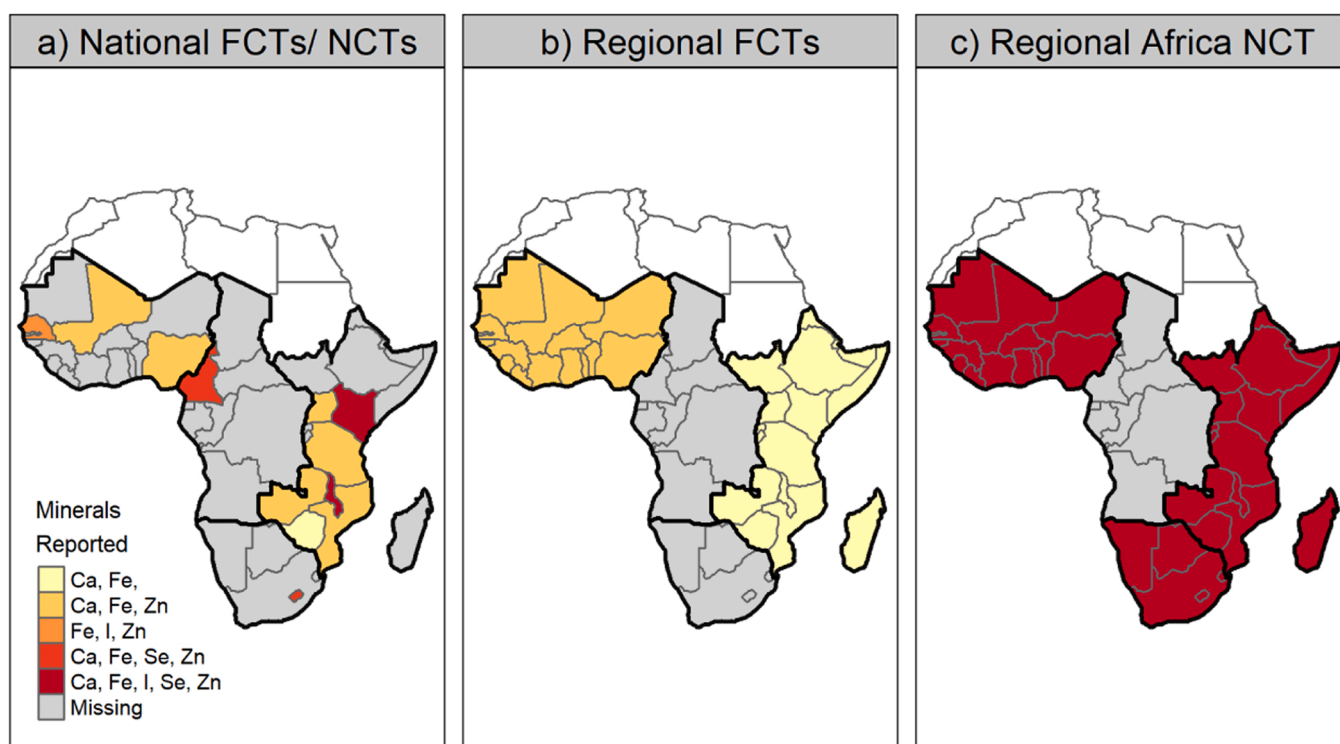 a) National FCTs/ NCTs
b) Regional FCTs
c) Regional Africa NCT
Minerals
Reported
Ca, Fe,
Ca, Fe, Zn
Fe, I, Zn
Ca, Fe, Se, Zn
Ca, Fe, I, Se, Zn
Missing